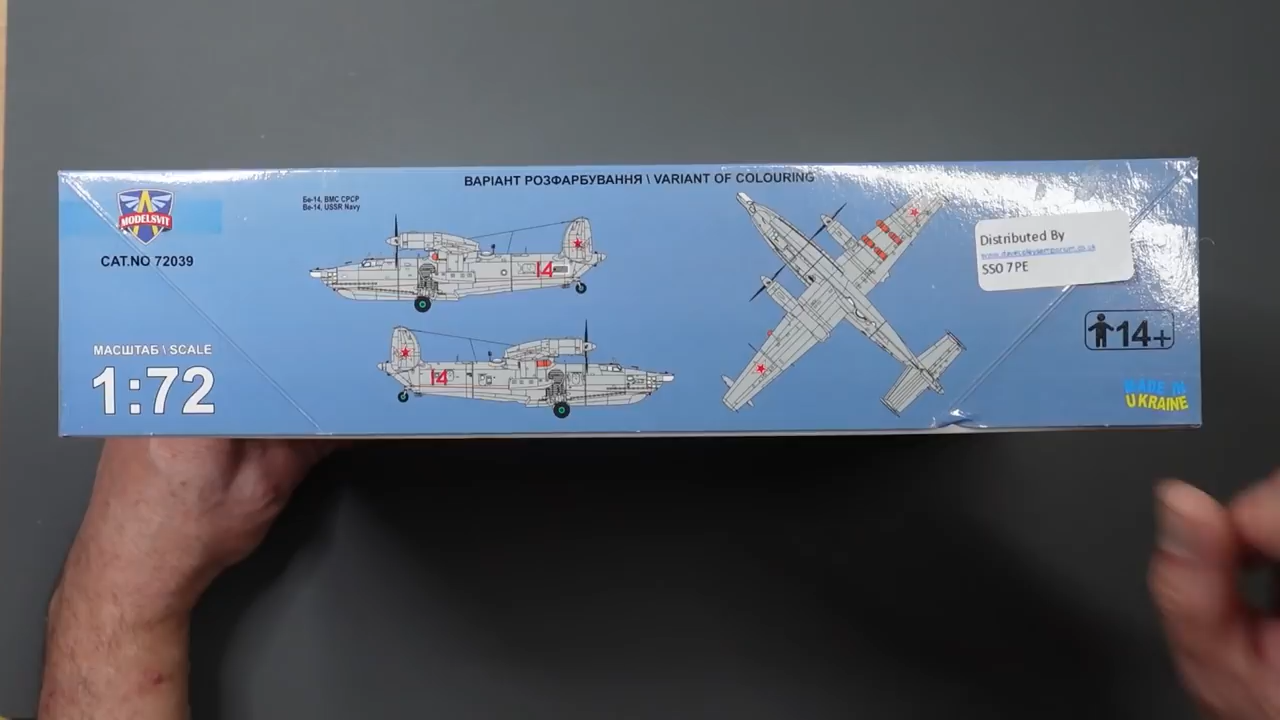 ВАРІАНТ РОЗФАРБУВАННЯ \ VARIANT OF COLOURING
MODELSVIT
CAT.NO 72039
Бе-14, ВМС СРСР
Be-14, USSR Navy
14
14
Distributed By
SS0 7PE
14+
МАСШТАБ \ SCALE
1:72
MADE IN
UKRAINE